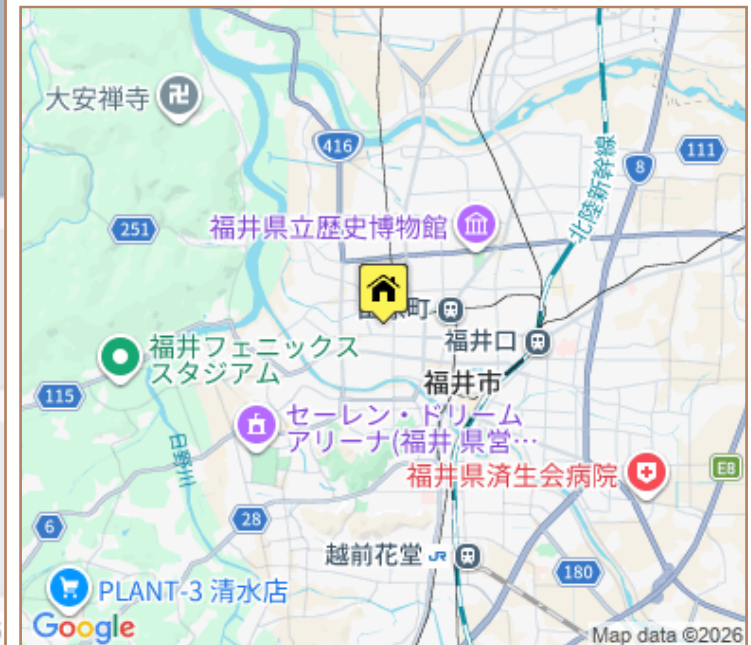 大安禅寺
416
111
8
北陸新幹線
251
福井県立歴史博物館
町
福井口
福井フェニックス
スタジアム
福井市
115
セーレン・ドリーム
アリーナ(福井県営…
日野川
福井県済生会病院
E8
6
28
越前花堂 JR
180
PLANT-3 清水店
Google
Map data ©2026